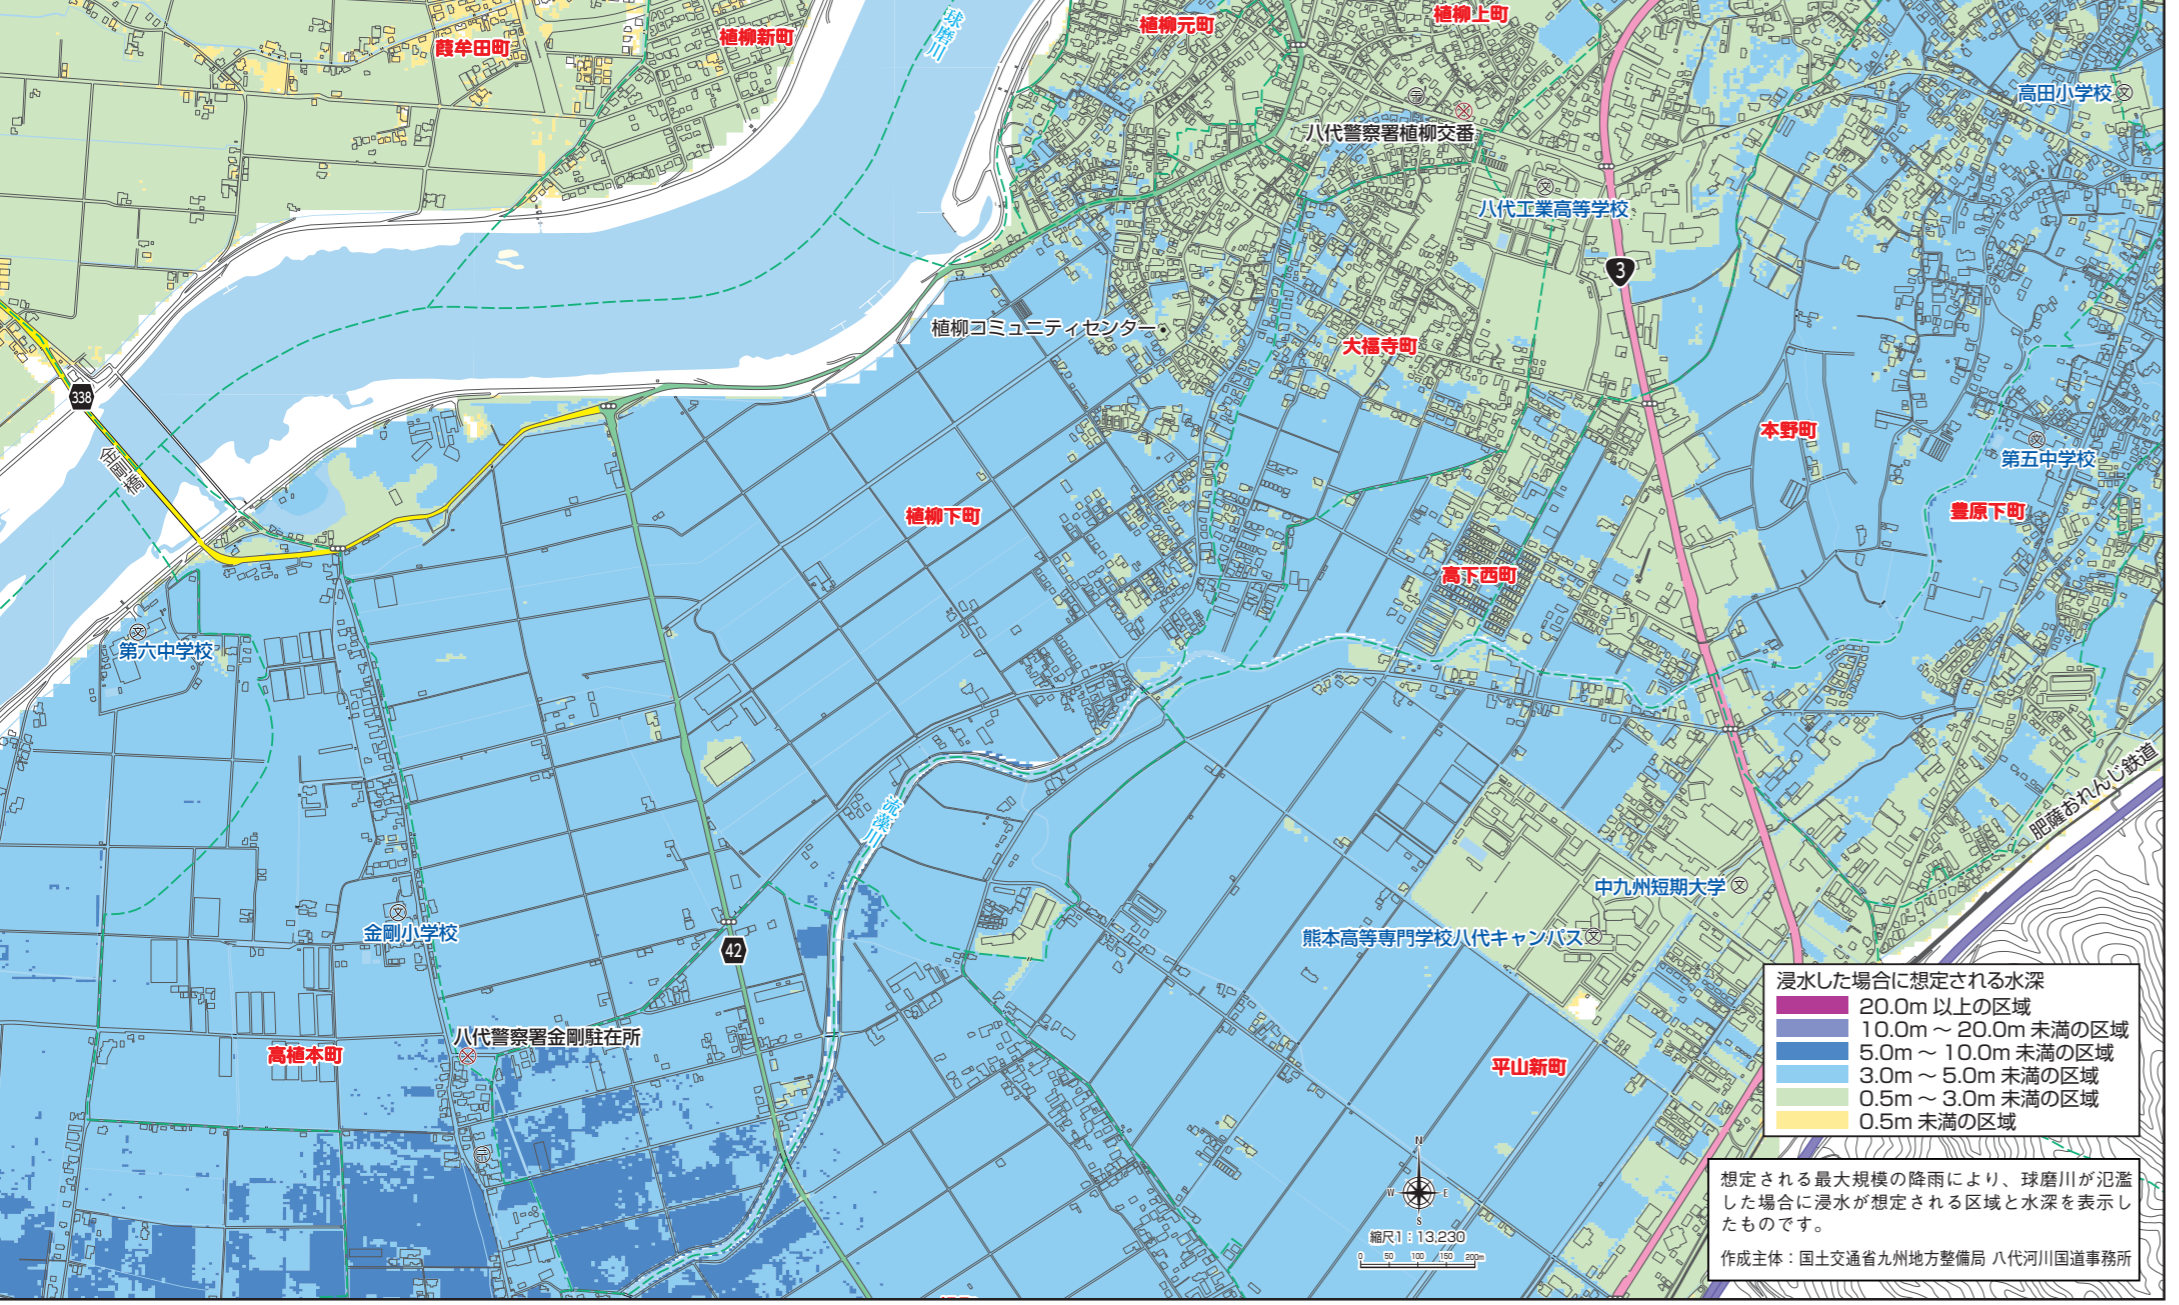 葭牟田町
植柳新町
球磨川
植柳元町
植柳上町
高田小学校
八代警察署植柳交番
八代工業高等学校
3
植柳コミュニティセンター
大福寺町
338
金剛橋
本野町
第五中学校
植柳下町
豊原下町
高下西町
第六中学校
肥薩おれんじ鉄道
流藻川
中九州短期大学
金剛小学校
熊本高等専門学校八代キャンパス
42
八代警察署金剛駐在所
高植本町
平山新町
浸水した場合に想定される水深
20.0m 以上の区域
10.0m ～ 20.0m 未満の区域
5.0m ～ 10.0m 未満の区域
3.0m ～ 5.0m 未満の区域
0.5m ～ 3.0m 未満の区域
0.5m 未満の区域
N
W E
S
縮尺1：13,230
0 50 100 150 200m
想定される最大規模の降雨により、球磨川が氾濫
した場合に浸水が想定される区域と水深を表示し
たものです。
作成主体：国土交通省九州地方整備局 八代河川国道事務所